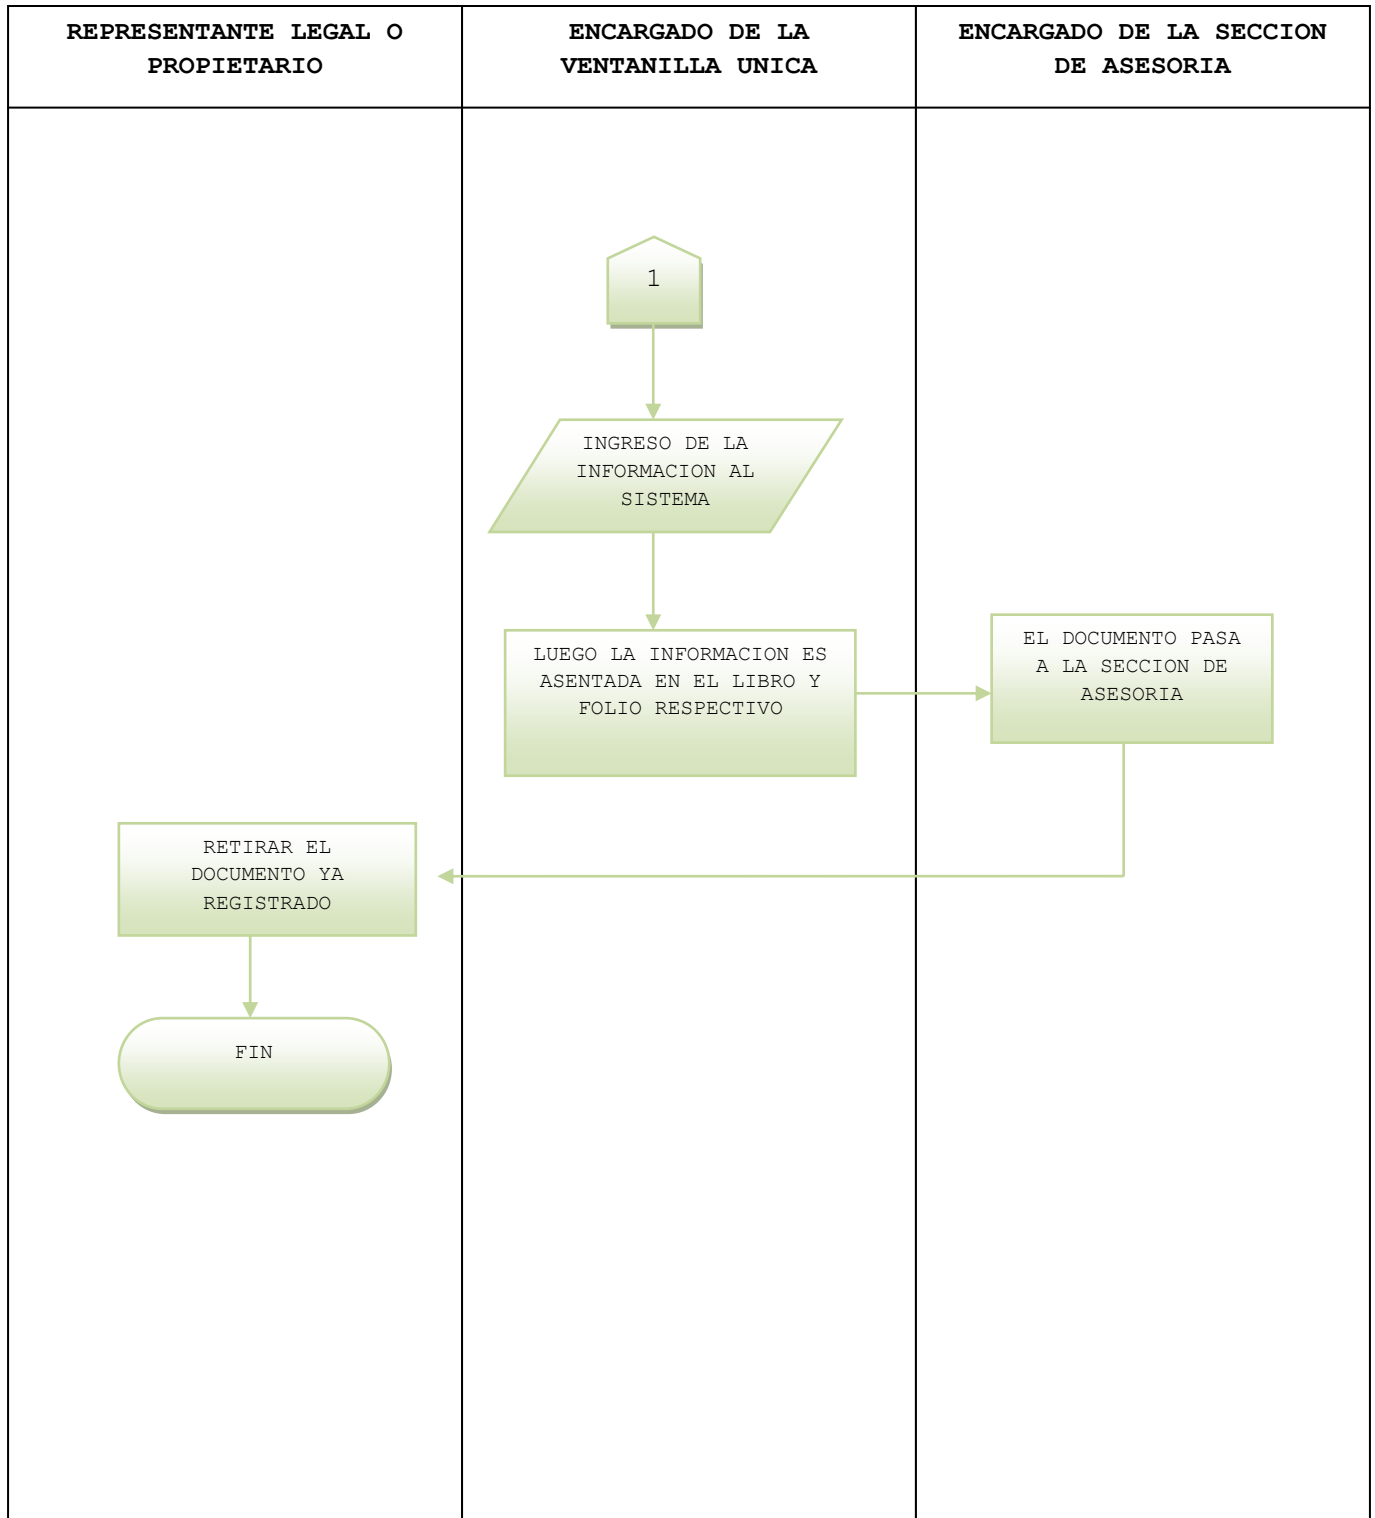 REPRESENTANTE LEGAL O
PROPIETARIO
ENCARGADO DE LA
VENTANILLA UNICA
ENCARGADO DE LA SECCION
DE ASESORIA
1
INGRESO DE LA
INFORMACION AL
SISTEMA
LUEGO LA INFORMACION ES
ASENTADA EN EL LIBRO Y
FOLIO RESPECTIVO
EL DOCUMENTO PASA
A LA SECCION DE
ASESORIA
RETIRAR EL
DOCUMENTO YA
REGISTRADO
FIN